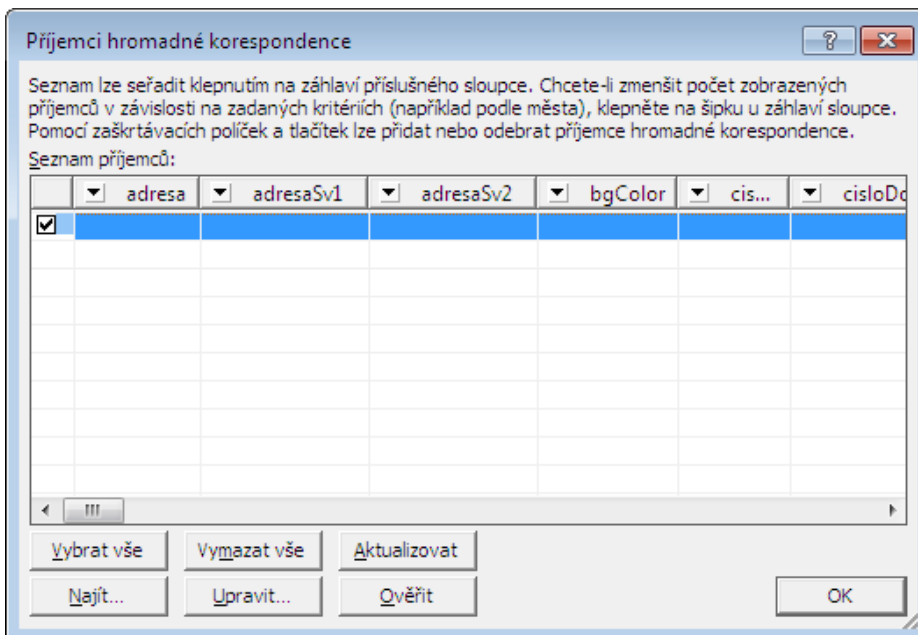 Příjemci hromadné korespondence
Seznam lze seřadit klepnutím na záhlaví příslušného sloupce. Chcete-li zmenšit počet zobrazených
příjemců v závislosti na zadaných kritériích (například podle města), klepněte na šipku u záhlaví sloupce.
Pomocí zaškrtávacích políček a tlačítek lze přidat nebo odebrat příjemce hromadné korespondence.
Seznam příjemců:
adresa adresaSv1 adresaSv2 bgColor cis... cisloDo
Vybrat vše Vymazat vše Aktualizovat
Najít... Upravit... Ověřit OK